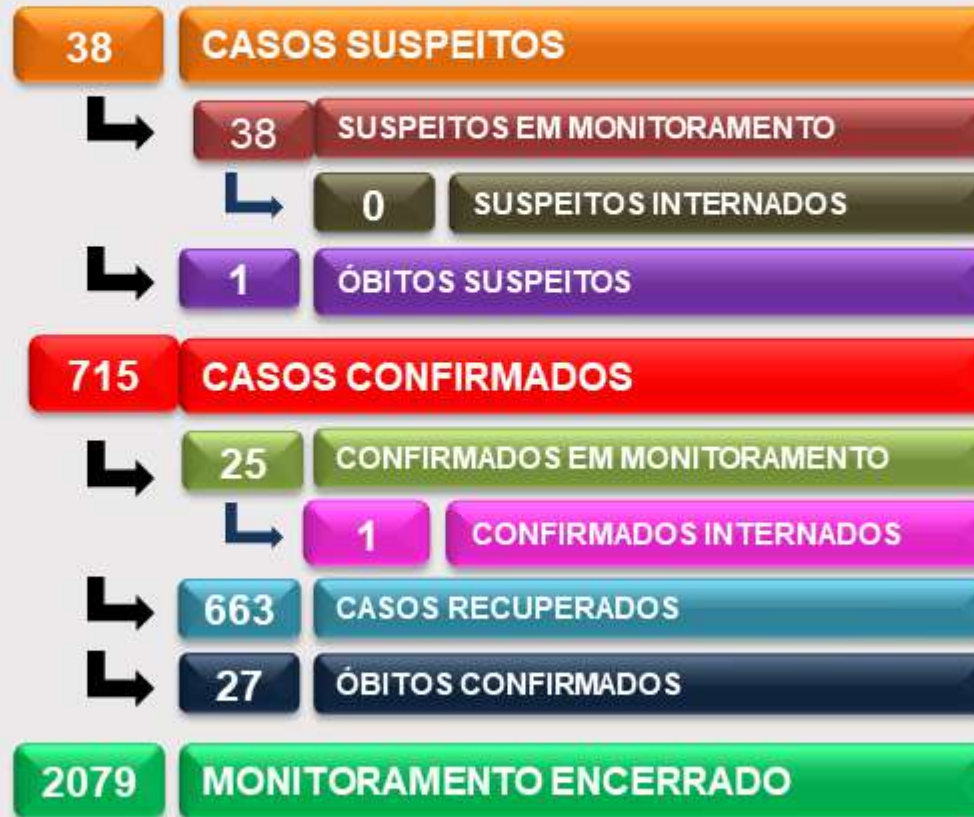 38 CASOS SUSPEITOS
38 SUSPEITOS EM MONITORAMENTO
0 SUSPEITOS INTERNADOS
1 ÓBITOS SUSPEITOS
715 CASOS CONFIRMADOS
25 CONFIRMADOS EM MONITORAMENTO
1 CONFIRMADOS INTERNADOS
663 CASOS RECUPERADOS
27 ÓBITOS CONFIRMADOS
2079 MONITORAMENTO ENCERRADO